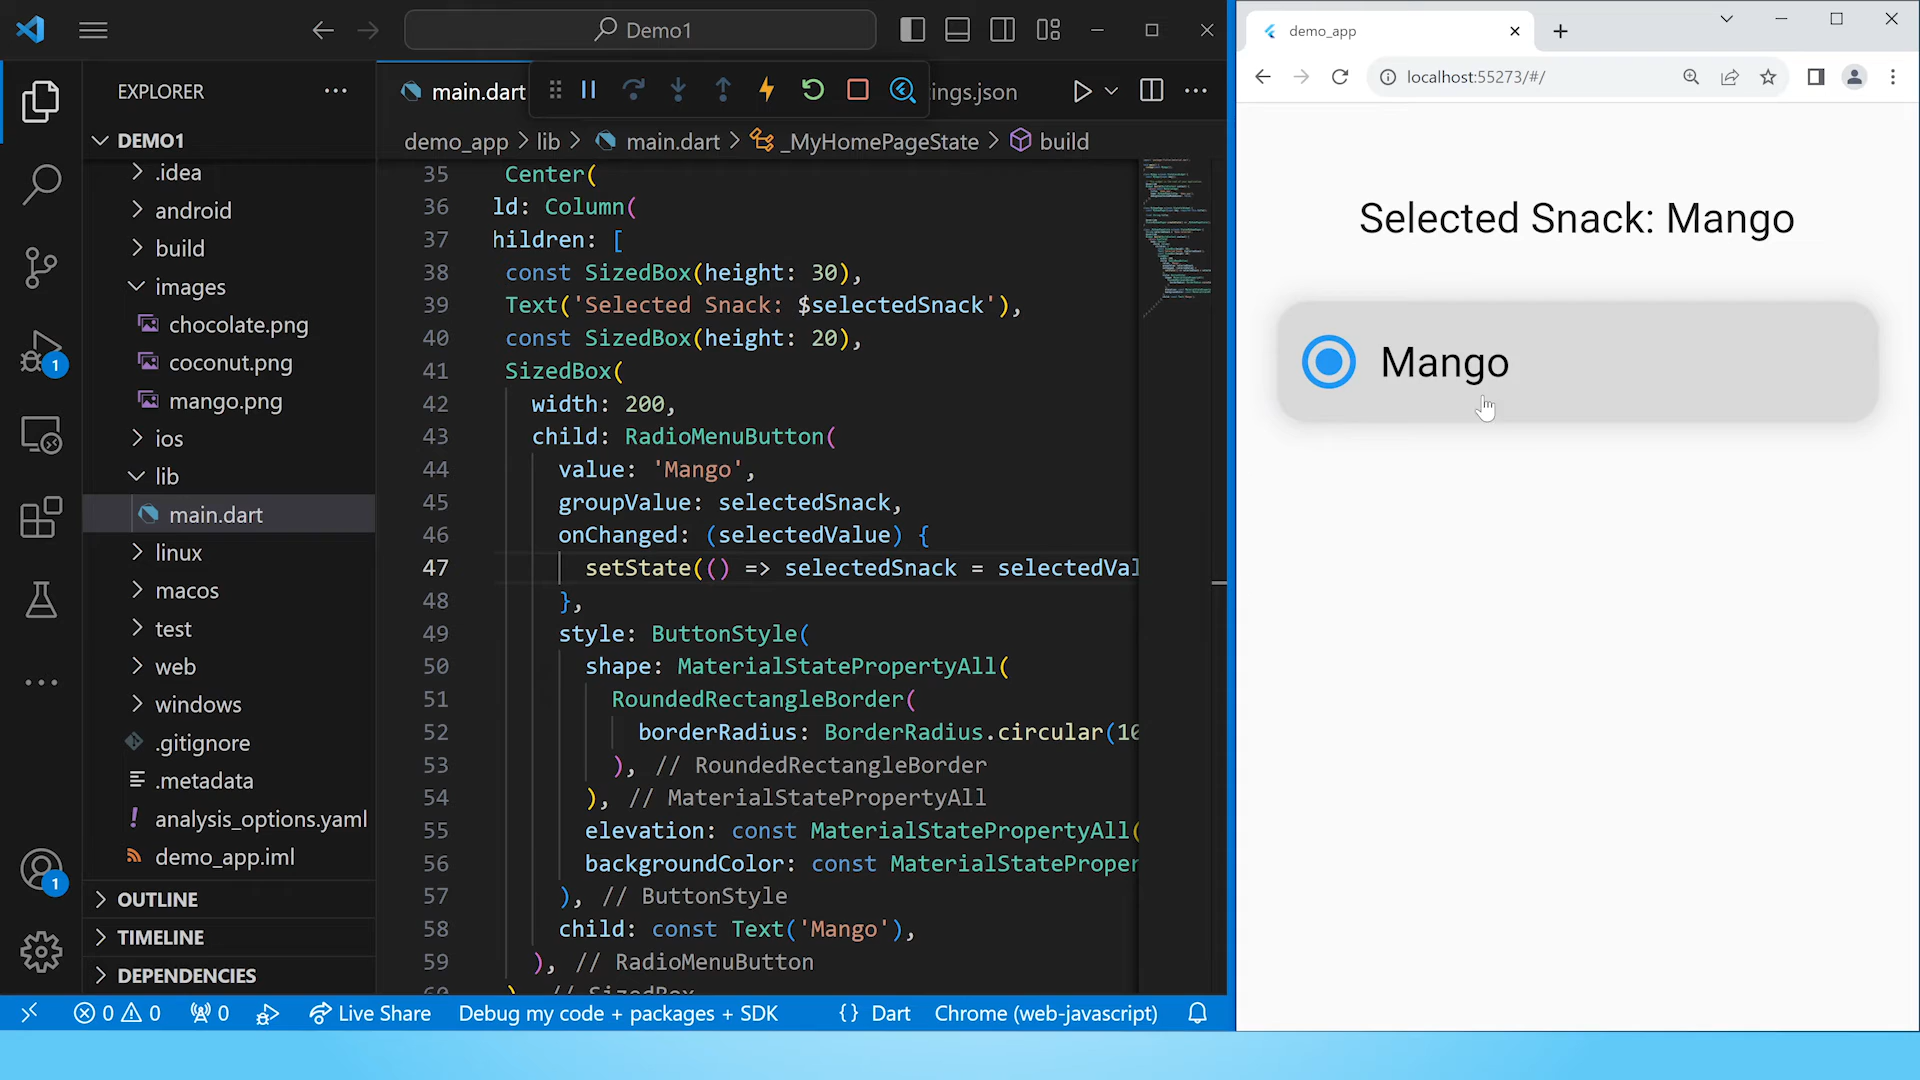 Demo1
EXPLORER
DEMO1
.idea
android
build
images
chocolate.png
coconut.png
mango.png
ios
lib
main.dart
linux
macos
test
web
windows
.gitignore
.metadata
analysis_options.yaml
demo_app.iml
OUTLINE
TIMELINE
DEPENDENCIES
1
1
main.dart
ings.json
demo_app > lib > main.dart > _MyHomePageState > build
35 Center(
36 ld: Column(
37 hildren: [
38 const SizedBox(height: 30),
39 Text('Selected Snack: $selectedSnack'),
40 const SizedBox(height: 20),
41 SizedBox(
42 width: 200,
43 child: RadioMenuButton(
44 value: 'Mango',
45 groupValue: selectedSnack,
46 onChanged: (selectedValue) {
47 setState(() => selectedSnack = selectedVal
48 },
49 style: ButtonStyle(
50 shape: MaterialStatePropertyAll(
51 RoundedRectangleBorder(
52 borderRadius: BorderRadius.circular(10
53 ), // RoundedRectangleBorder
54 ), // MaterialStatePropertyAll
55 elevation: const MaterialStatePropertyAll(
56 backgroundColor: const MaterialStateProper
57 ), // ButtonStyle
58 child: const Text('Mango'),
59 ), // RadioMenuButton
60 ), // SizedBox
0 0 0 Live Share Debug my code + packages + SDK {} Dart Chrome (web-javascript)
demo_app
localhost:55273/#/
Selected Snack: Mango
Mango